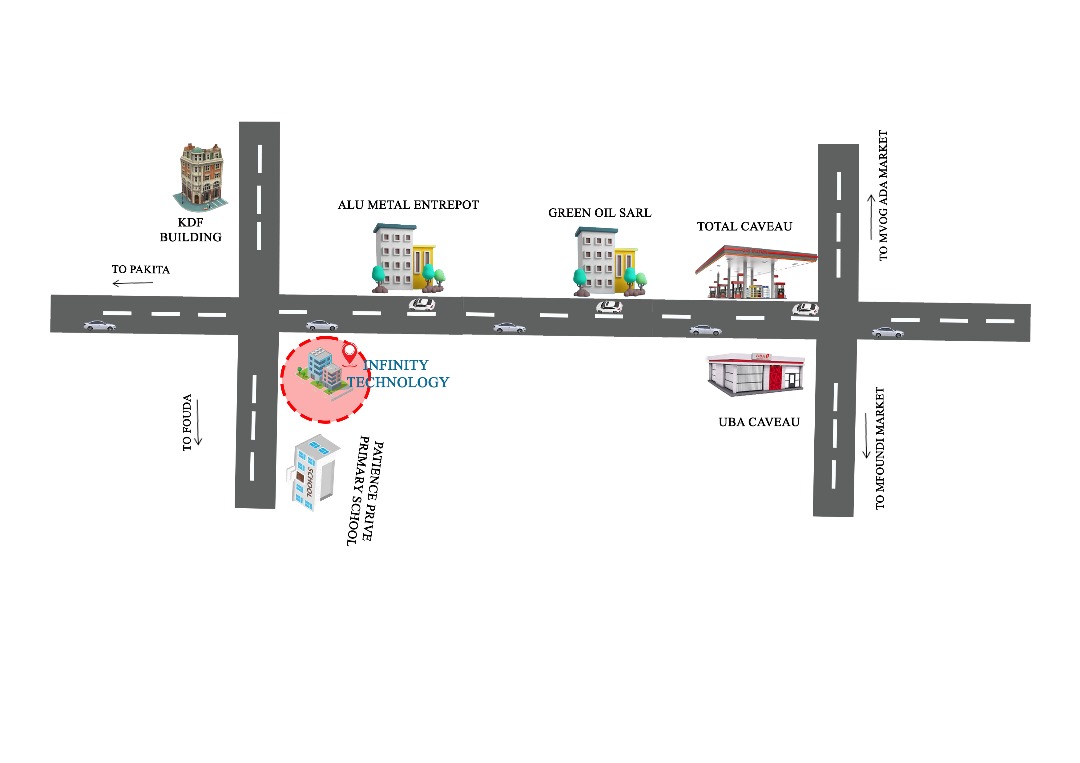 TO MVOG ADA MARKET
ALU METAL ENTREPOT
GREEN OIL SARL
KDF
BUILDING
TOTAL CAVEAU
TO PAKITA
INFINITY
TECHNOLOGY
UBA
UBA CAVEAU
TO FOUDA
TO MFOUNDI MARKET
SCHOOL
PATIENCE PRIVE
PRIMARY SCHOOL